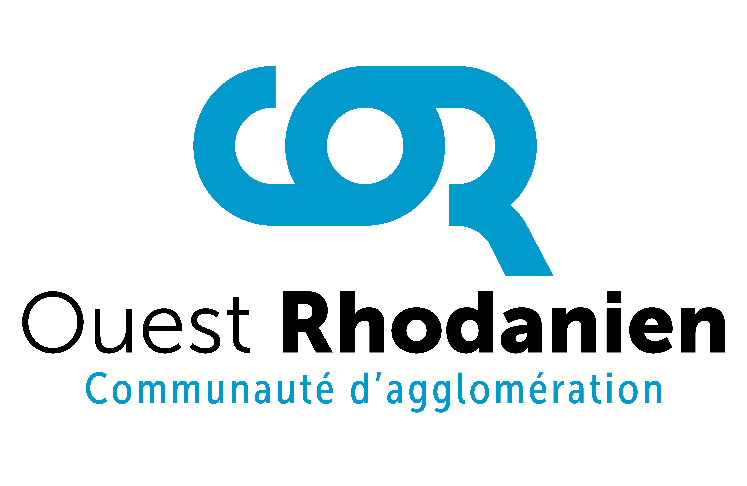 COR
Ouest Rhodanien
Communauté d'agglomération